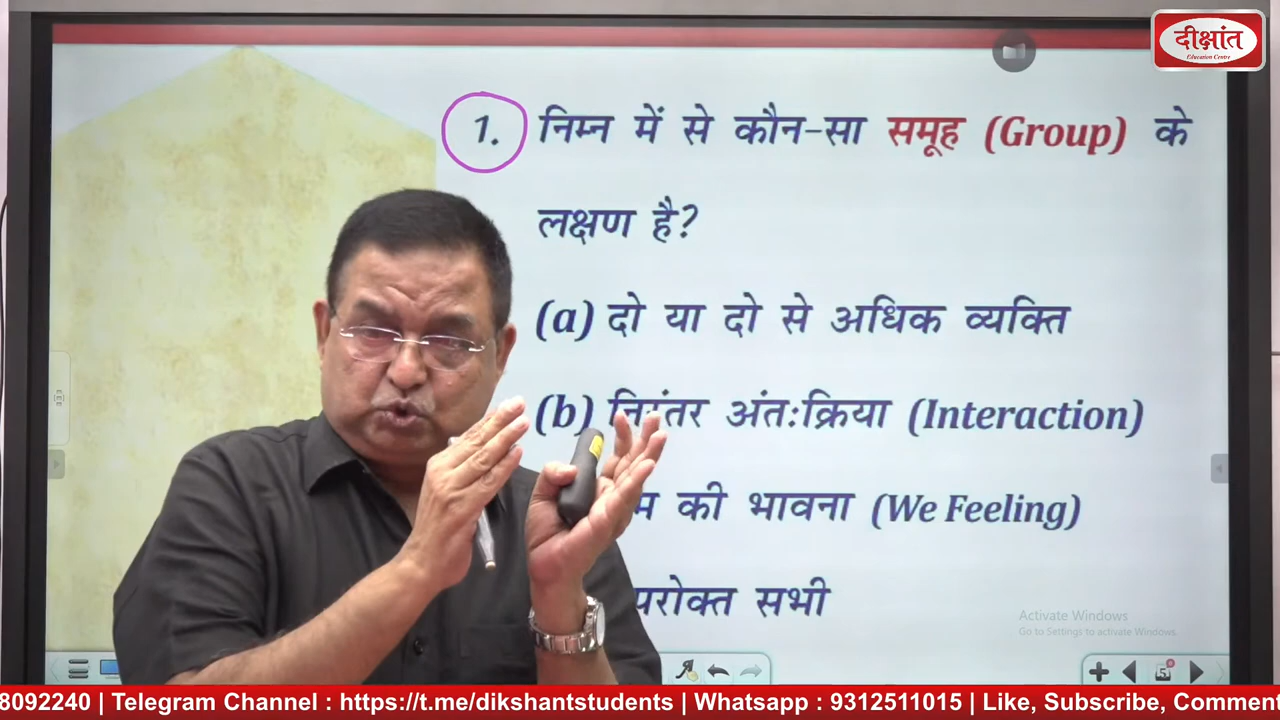 दीक्षांत
Education Centre
1. निम्न में से कौन-सा समूह (Group) के
लक्षण है?
(a) दो या दो से अधिक व्यक्ति
(b) निरंतर अंतःक्रिया (Interaction)
की भावना (We Feeling)
सभी
Activate Windows
Go to Settings to activate Windows.
8092240 | Telegram Channel : https://t.me/dikshantstudents | Whatsapp : 9312511015 | Like, Subscribe, Comment